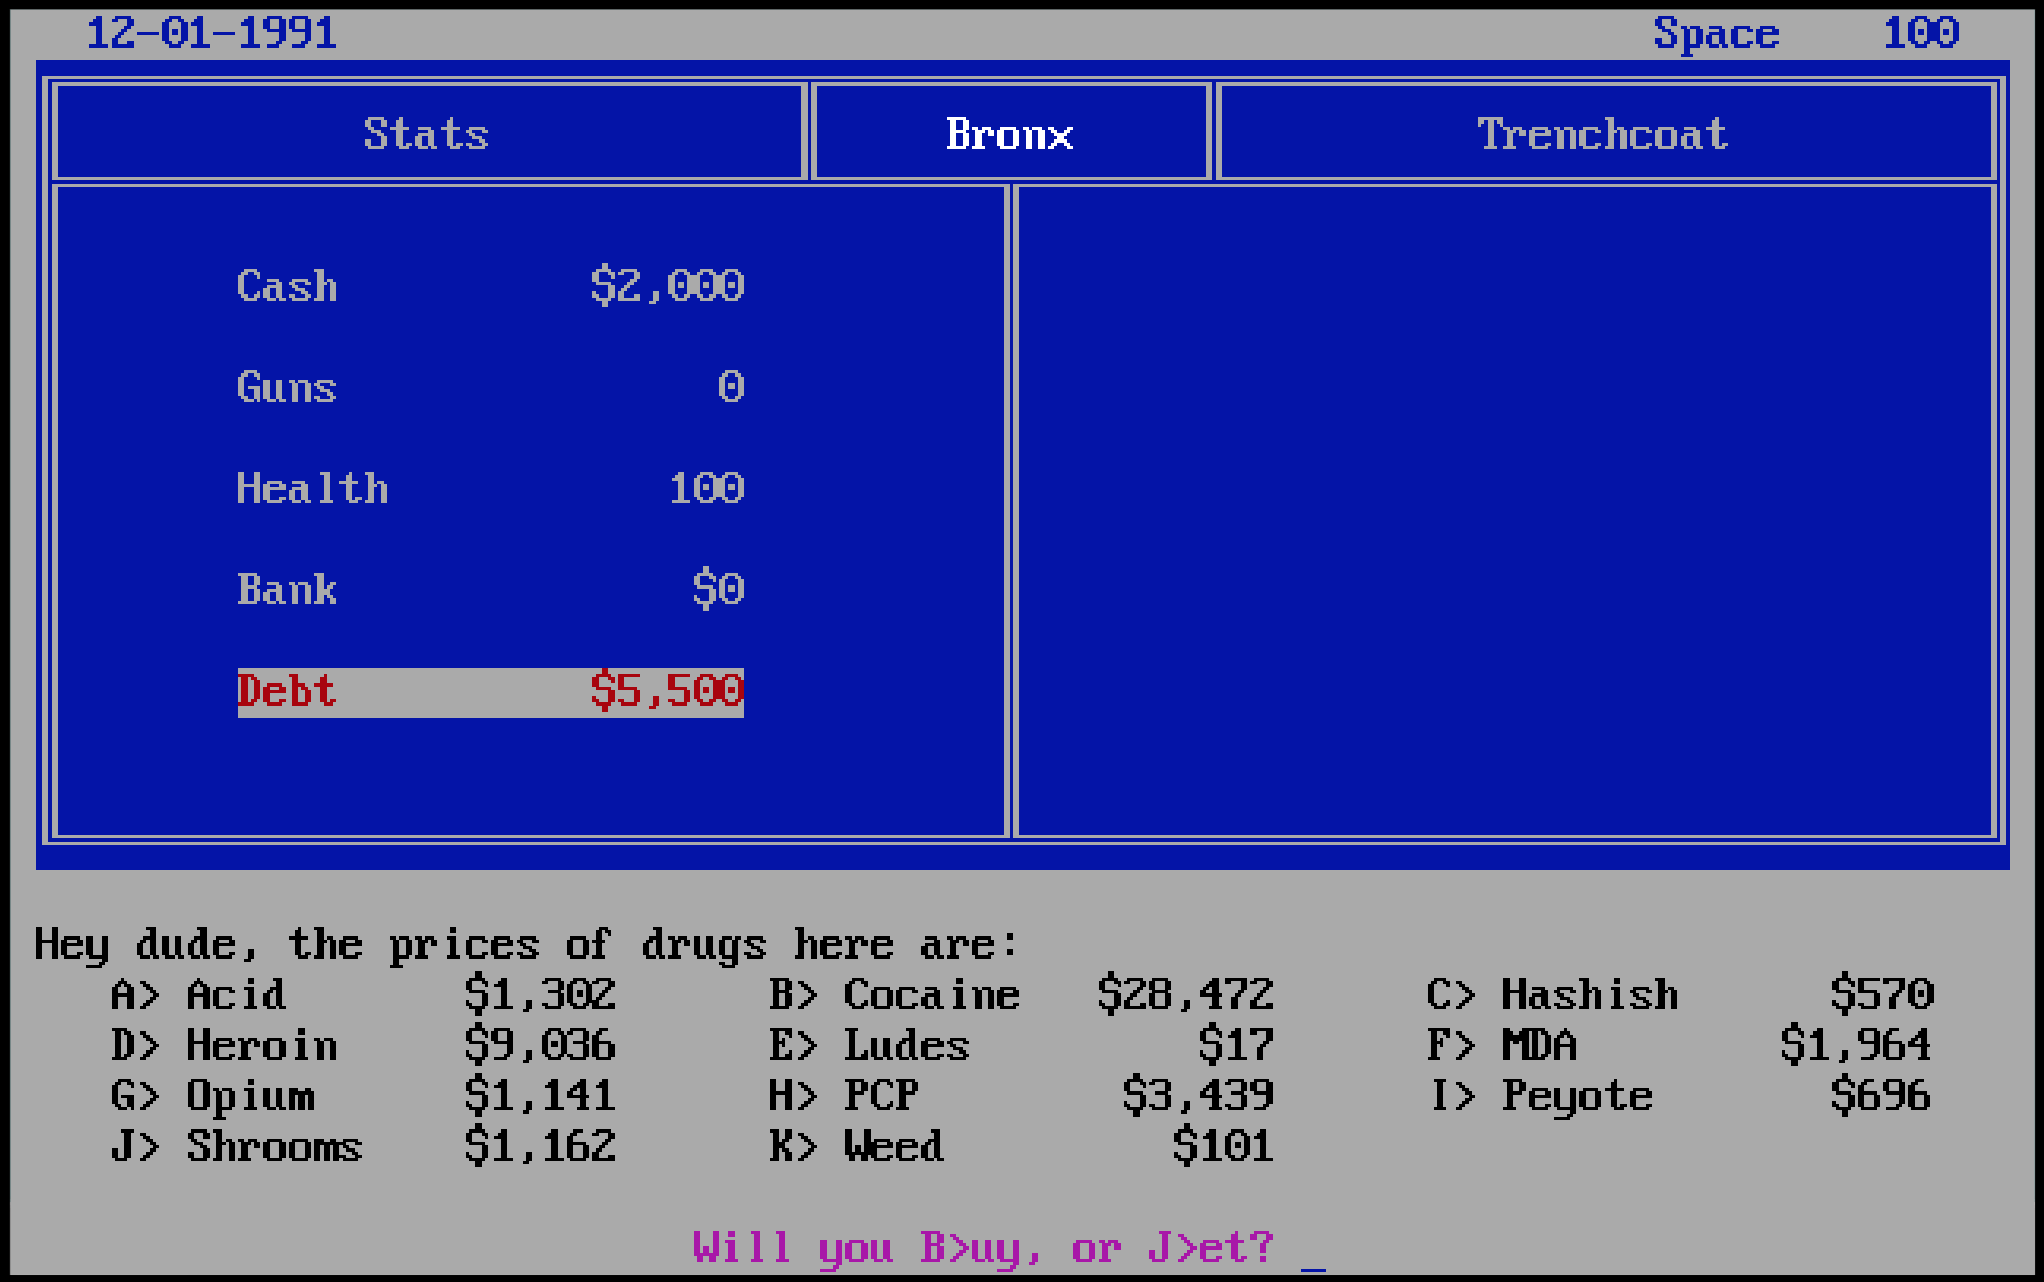 12-01-1991 Space 100
Stats Bronx Trenchcoat
Cash $2,000
Guns 0
Health 100
Bank $0
Debt $5,500
Hey dude, the prices of drugs here are:
A> Acid $1,302 B> Cocaine $28,472 C> Hashish $570
D> Heroin $9,036 E> Ludes $17 F> MDA $1,964
G> Opium $1,141 H> PCP $3,439 I> Peyote $696
J> Shrooms $1,162 K> Weed $101
Will you B>uy, or J>et? _